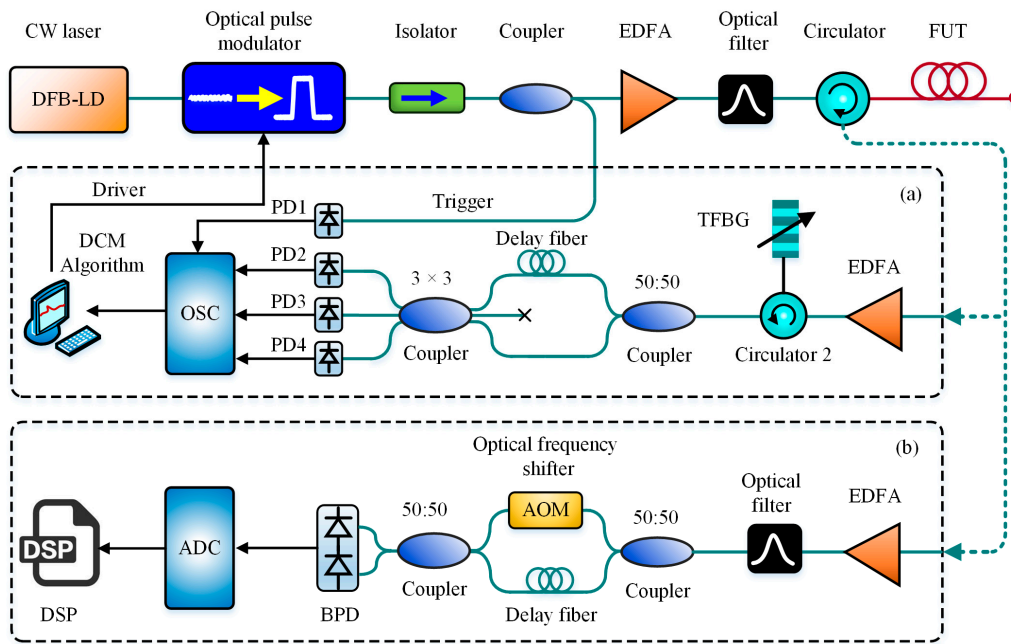 CW laser
Optical pulse
modulator
Isolator
Coupler
EDFA
Optical
filter
Circulator
FUT
DFB-LD
(a)
Driver
PD1
Trigger
TFBG
Delay fiber
DCM
Algorithm
PD2
3 × 3
50:50
EDFA
OSC
PD3
PD4
Coupler
Coupler
Circulator 2
(b)
Optical frequency
shifter
Optical
filter
EDFA
50:50
AOM
50:50
DSP
ADC
Coupler
Coupler
DSP
BPD
Delay fiber